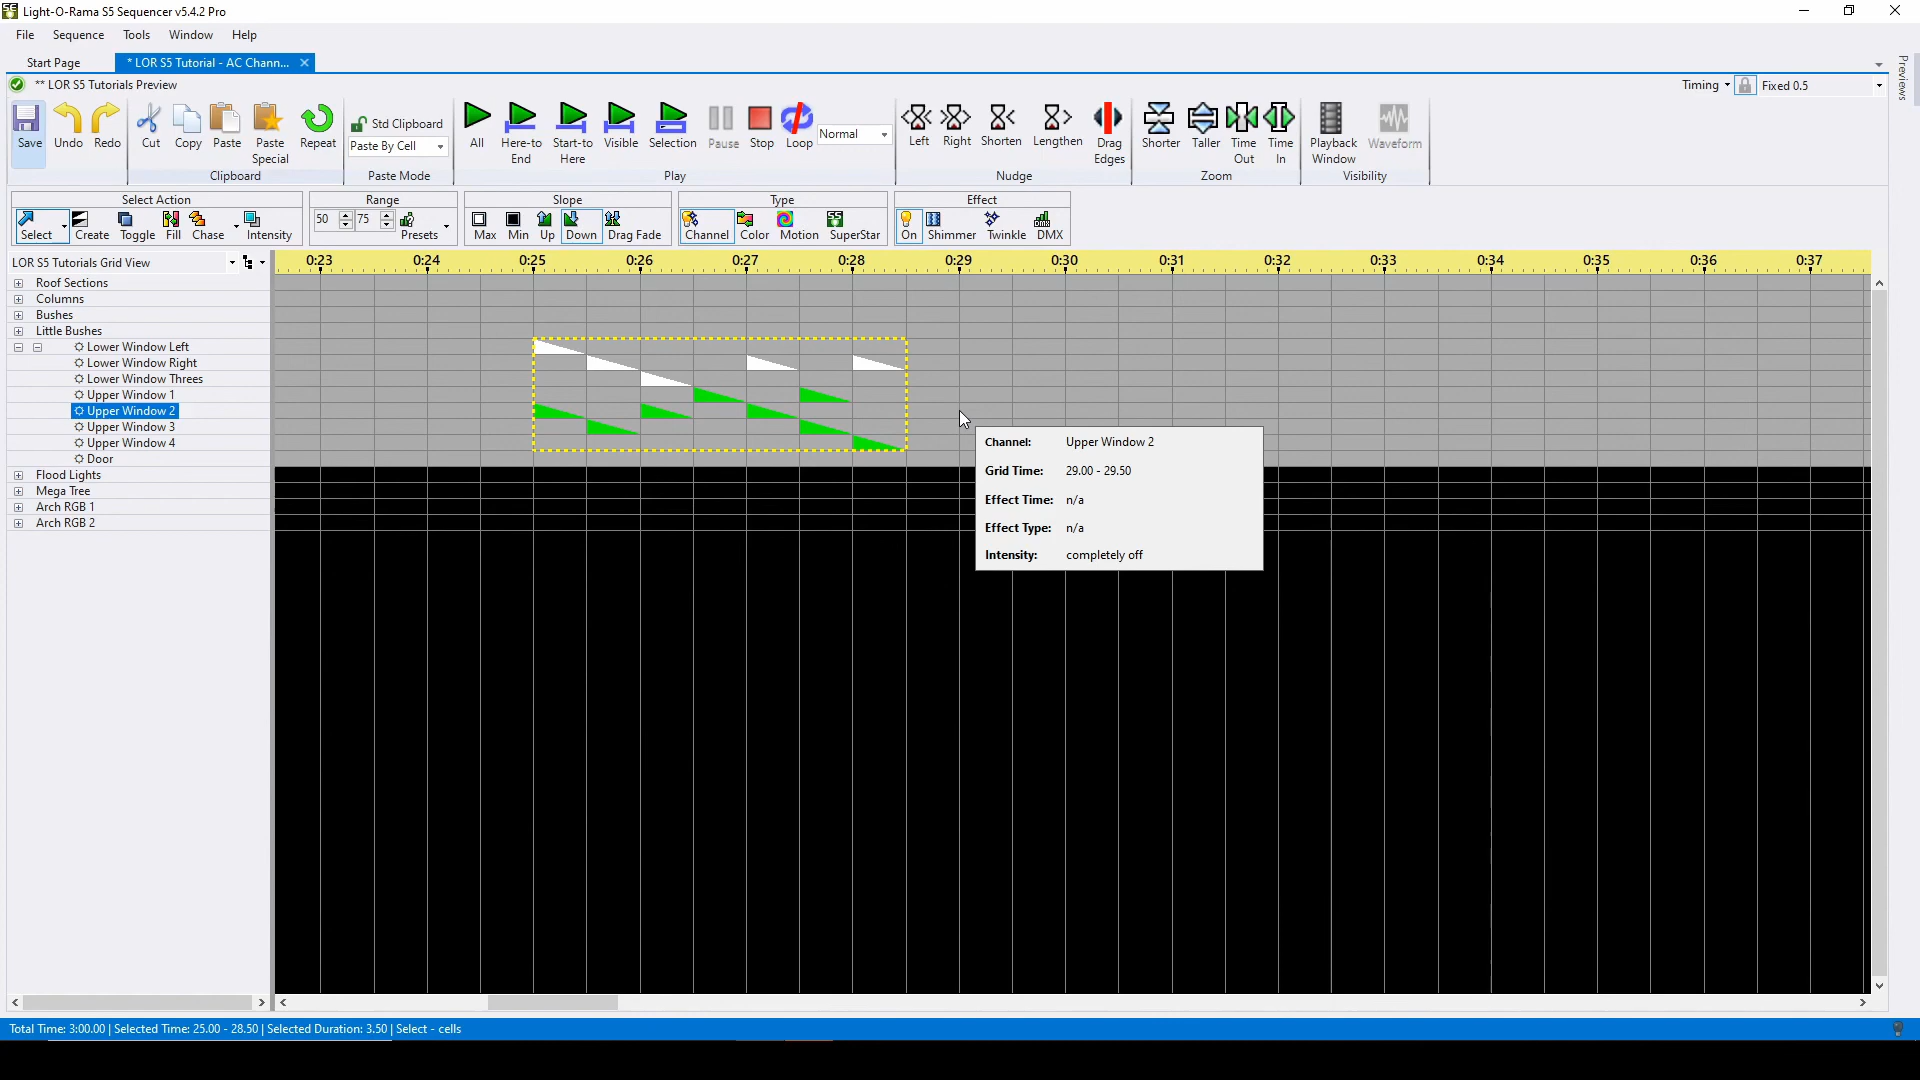 Light-O-Rama S5 Sequencer v5.4.2 Pro
File Sequence Tools Window Help
Start Page * LOR S5 Tutorial - AC Chann...
** LOR S5 Tutorials Preview Timing Fixed 0.5
Previews
Save Undo Redo Cut Copy Paste Paste Special Repeat
Clipboard
Std Clipboard
Paste By Cell
Paste Mode
All Here-to End Start-to Here Visible Selection Pause Stop Loop Normal
Play
Left Right Shorten Lengthen Drag Edges
Nudge
Shorter Taller Time Out Time In
Zoom
Playback Window Waveform
Visibility
Select Action Range Slope Type Effect
Select Create Toggle Fill Chase Intensity 50 75 Presets Max Min Up Down Drag Fade Channel Color Motion SuperStar On Shimmer Twinkle DMX
LOR S5 Tutorials Grid View 0:23 0:24 0:25 0:26 0:27 0:28 0:29 0:30 0:31 0:32 0:33 0:34 0:35 0:36 0:37
Roof Sections
Columns
Bushes
Little Bushes
Lower Window Left
Lower Window Right
Lower Window Threes
Upper Window 1
Upper Window 2
Upper Window 3
Upper Window 4
Door
Flood Lights
Mega Tree
Arch RGB 1
Arch RGB 2
Channel: Upper Window 2
Grid Time: 29.00 - 29.50
Effect Time: n/a
Effect Type: n/a
Intensity: completely off
Total Time: 3:00.00 | Selected Time: 25.00 - 28.50 | Selected Duration: 3.50 | Select - cells